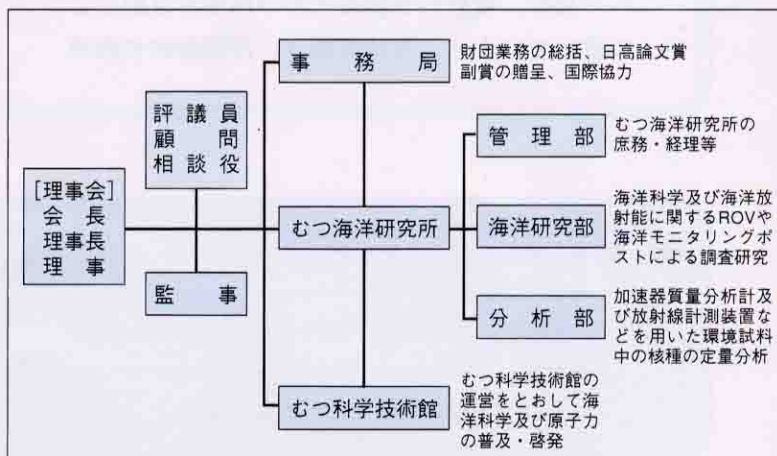 [理事会]
会長
理事長
理事
評議員
顧問
相談役
監事
事務局
財団業務の総括、日高論文賞
副賞の贈呈、国際協力
むつ海洋研究所
管理部
むつ海洋研究所の
庶務・経理等
海洋研究部
海洋科学及び海洋放
射能に関するROVや
海洋モニタリングポ
ストによる調査研究
分析部
加速器質量分析計及
び放射線計測装置な
どを用いた環境試料
中の核種の定量分析
むつ科学技術館
むつ科学技術館の
運営をとおして海
洋科学及び原子力
の普及・啓発